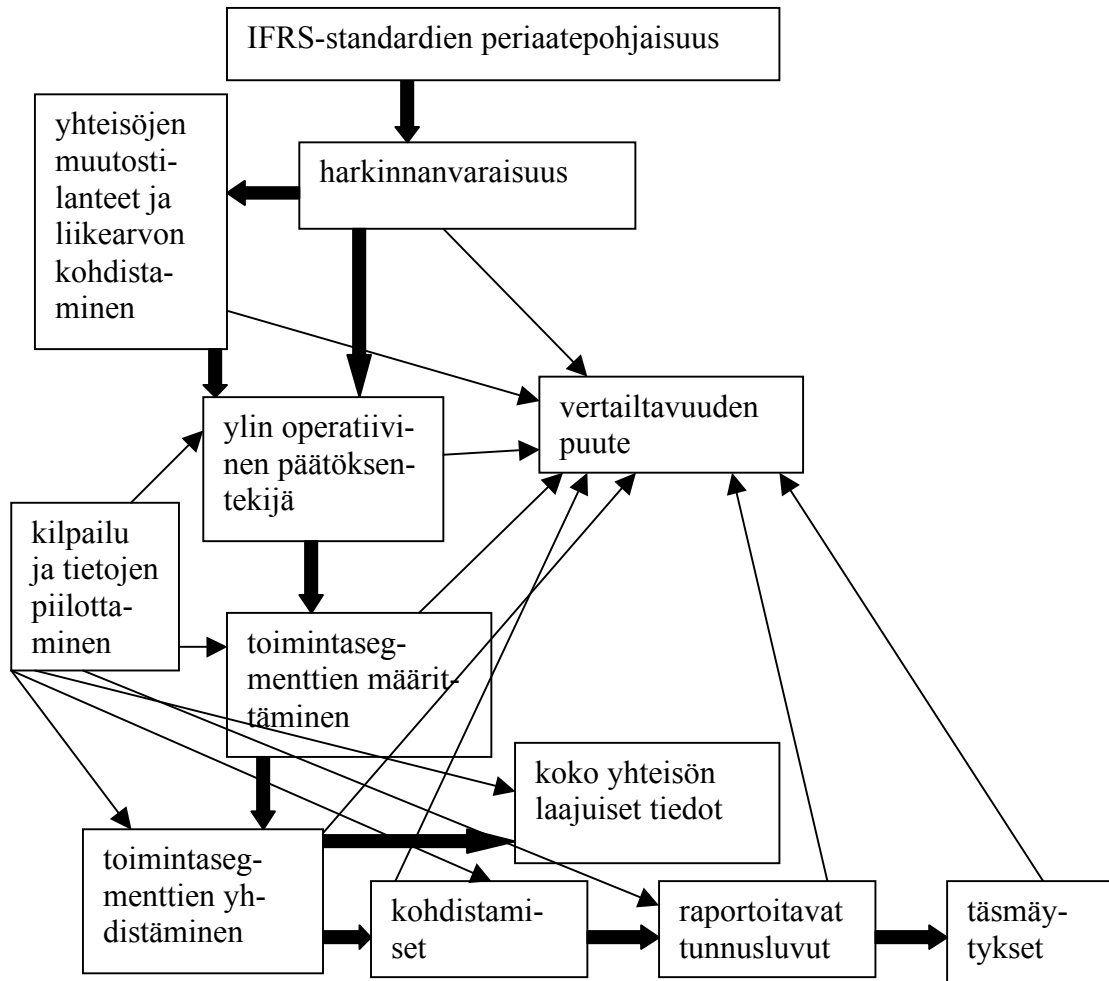 IFRS-standardien periaatepohjaisuus
yhteisöjen
muutosti-
lanteet ja
liikearvon
kohdista-
minen
harkinnanvaraisuus
ylin operatiivi-
nen päätöksen-
tekijä
vertailtavuuden
puute
kilpailu
ja tietojen
piilotta-
minen
toimintaseg-
menttien määrit-
täminen
koko yhteisön
laajuiset tiedot
toimintaseg-
menttien yh-
distäminen
kohdistami-
set
raportoitavat
tunnusluvut
täsmäy-
tykset